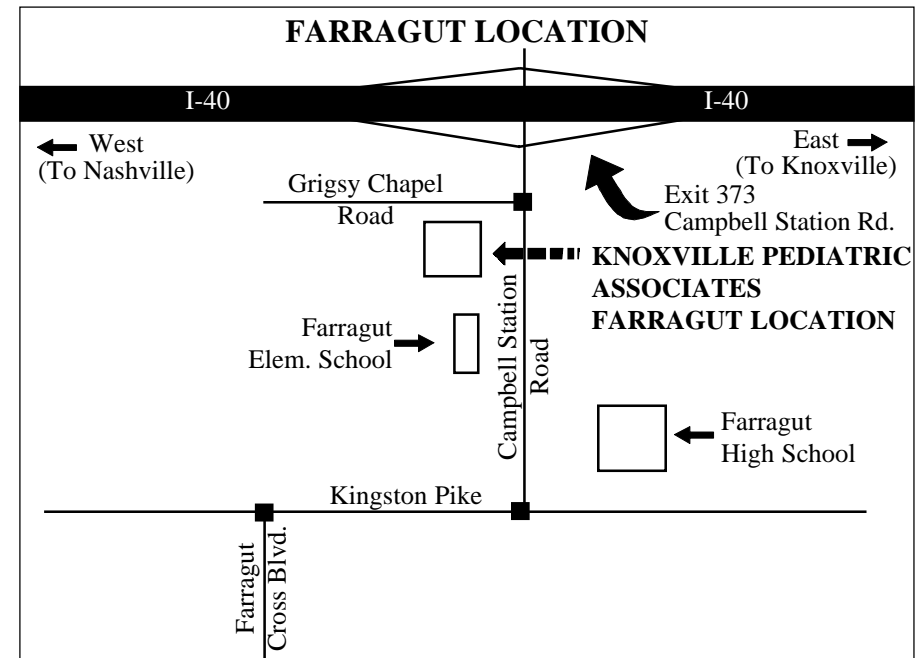 FARRAGUT LOCATION
I-40
I-40
West
(To Nashville)
East
(To Knoxville)
Grigsy Chapel
Road
Exit 373
Campbell Station Rd.
KNOXVILLE PEDIATRIC
ASSOCIATES
FARRAGUT LOCATION
Farragut
Elem. School
Campbell Station
Road
Farragut
High School
Kingston Pike
Farragut
Cross Blvd.